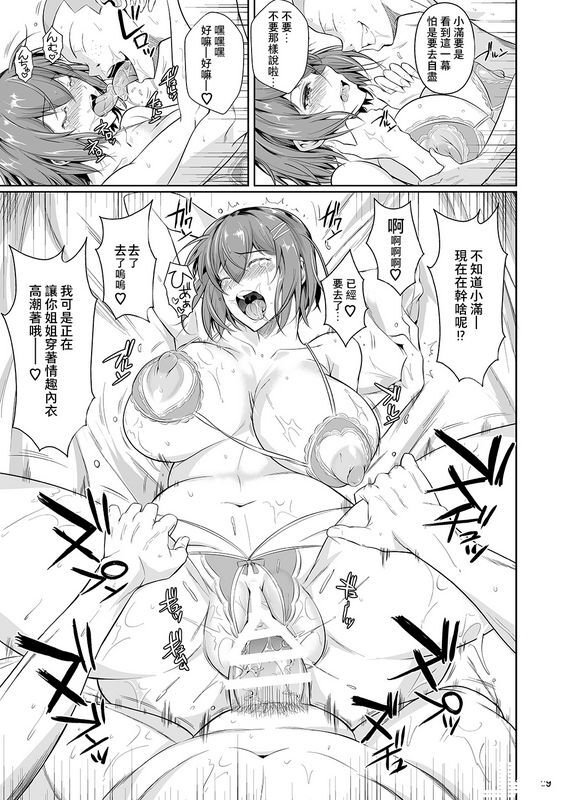 小滿要是
看到這一幕
怕是要去自盡
不要…
不要那樣說啦…
嘿嘿嘿
好嘛—好嘛—♡
不知道小滿—
現在在幹啥呢!?
啊
啊啊啊♡
已經
要去了…
去了
去了嗚嗚♡
我可是正在
讓你姐姐穿著情趣內衣
高潮著哦—♡